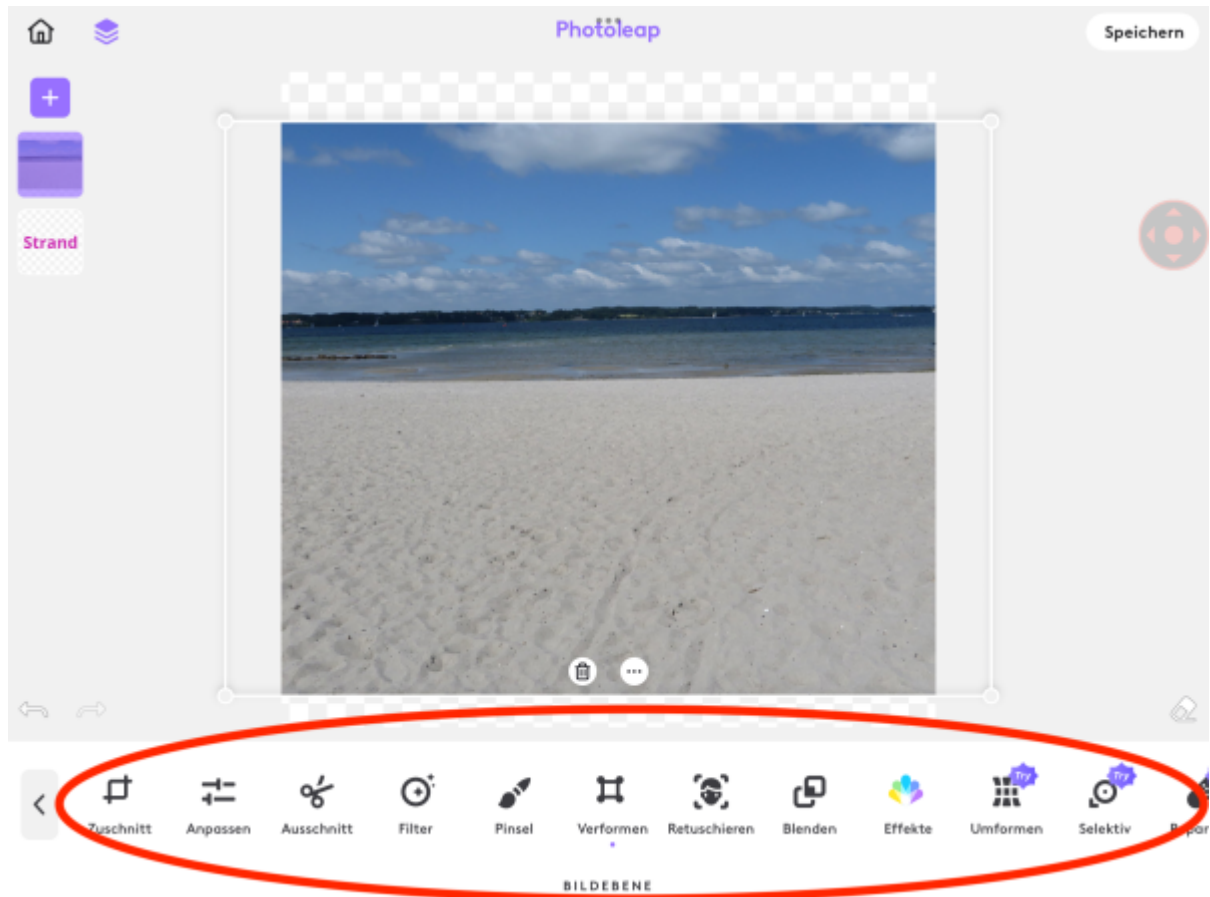 Photoleap
Speichern
Strand
Try
Try
Zuschnitt
Anpassen
Ausschnitt
Filter
Pinsel
Verformen
Retuschieren
Blenden
Effekte
Umformen
Selektiv
BILDEBENE